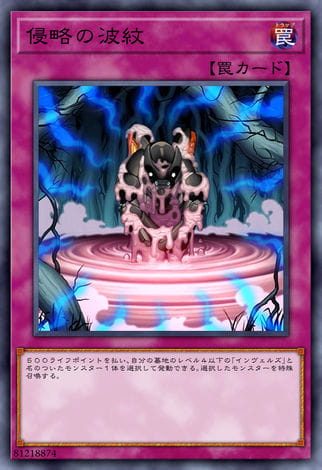 侵略の波紋
トラップ
罠
【罠カード】
５００ライフポイントを払い、自分の墓地のレベル４以下の「インヴェルズ」と
名のついたモンスター１体を選択して発動できる。選択したモンスターを特殊
召喚する。
81218874